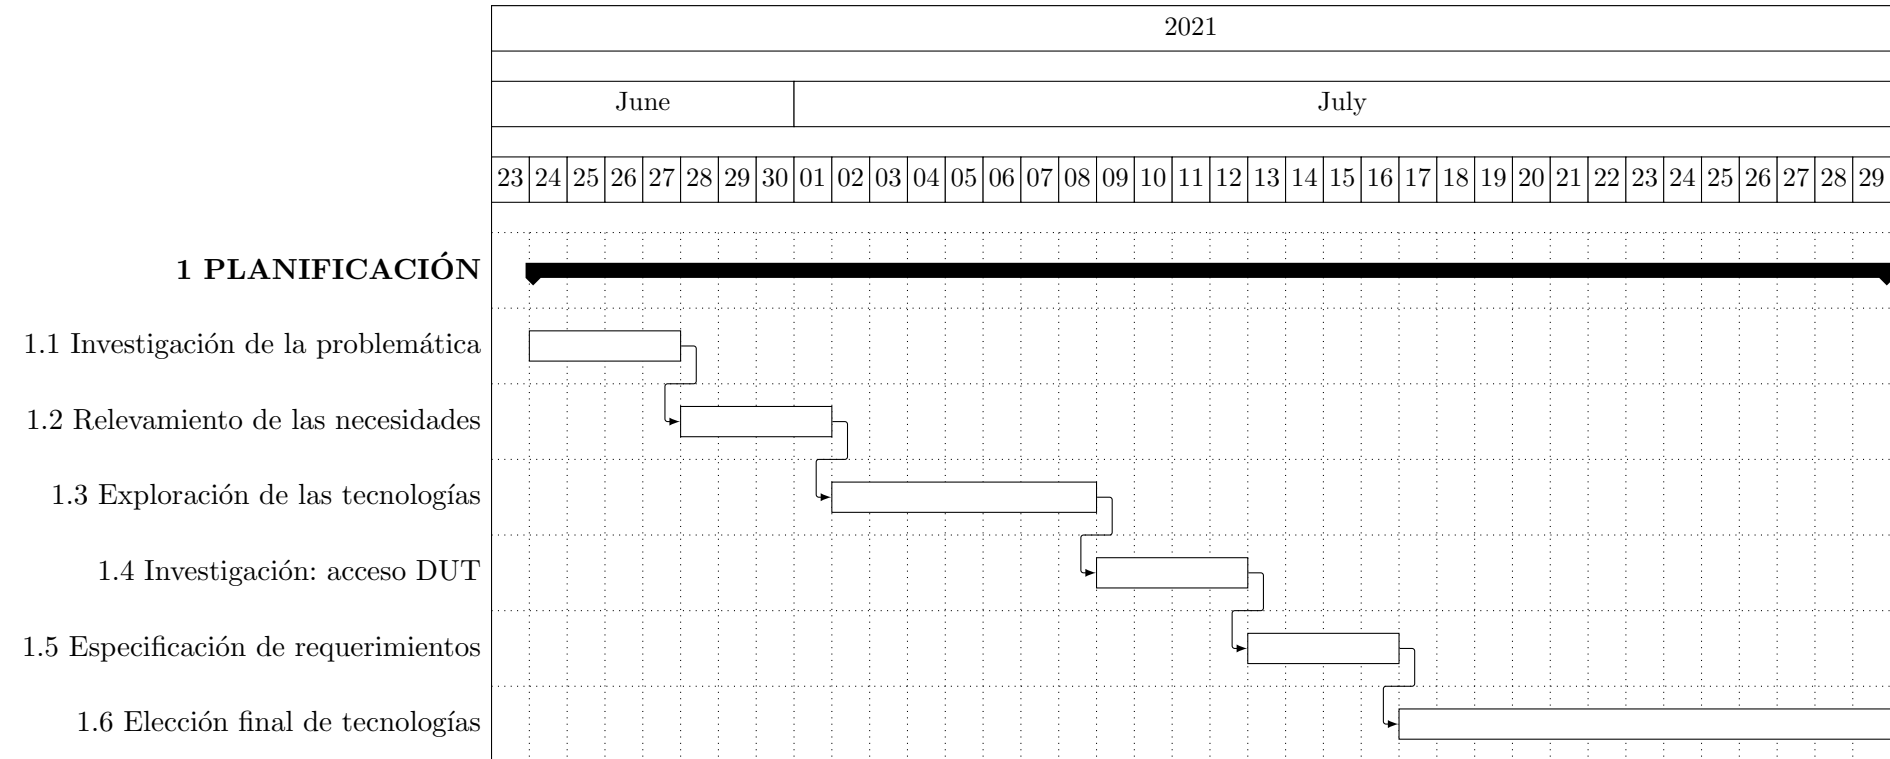 2021
June July
23 24 25 26 27 28 29 30 01 02 03 04 05 06 07 08 09 10 11 12 13 14 15 16 17 18 19 20 21 22 23 24 25 26 27 28 29
1 PLANIFICACIÓN
1.1 Investigación de la problemática
1.2 Relevamiento de las necesidades
1.3 Exploración de las tecnologías
1.4 Investigación: acceso DUT
1.5 Especificación de requerimientos
1.6 Elección final de tecnologías